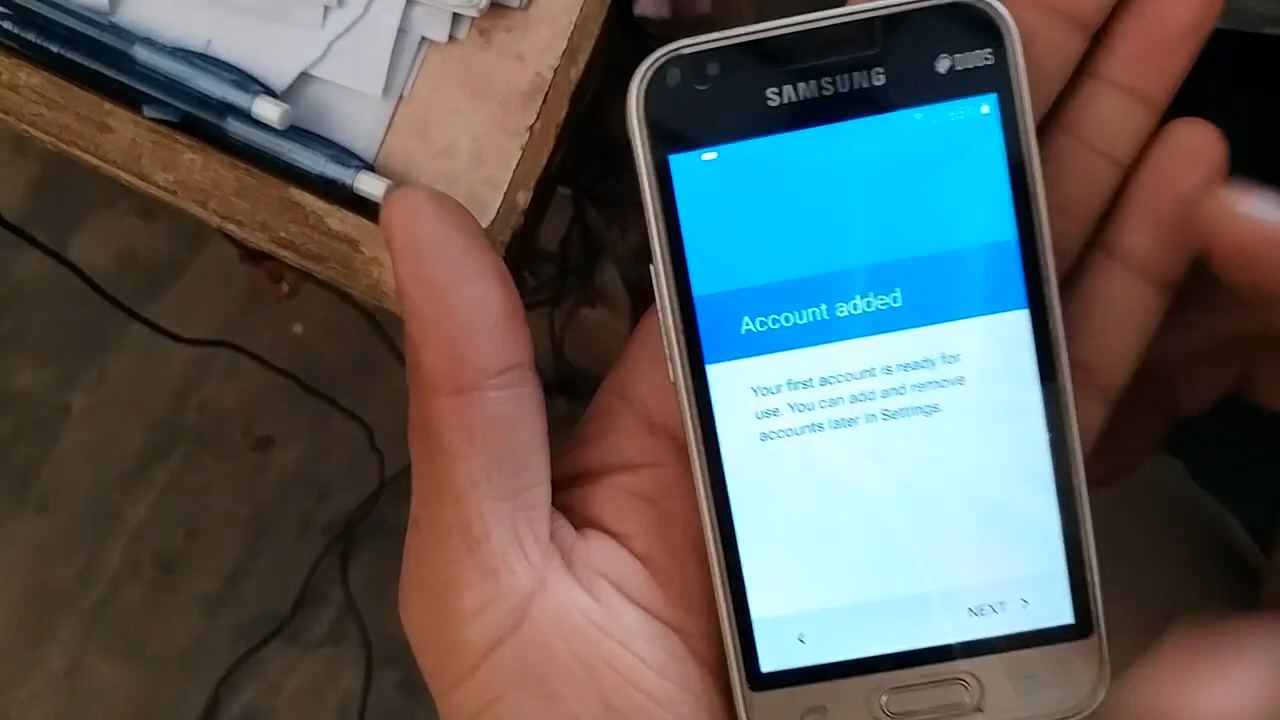 SAMSUNG
DUOS
Account added
Your first account is ready for
use. You can add and remove
accounts later in Settings.
NEXT